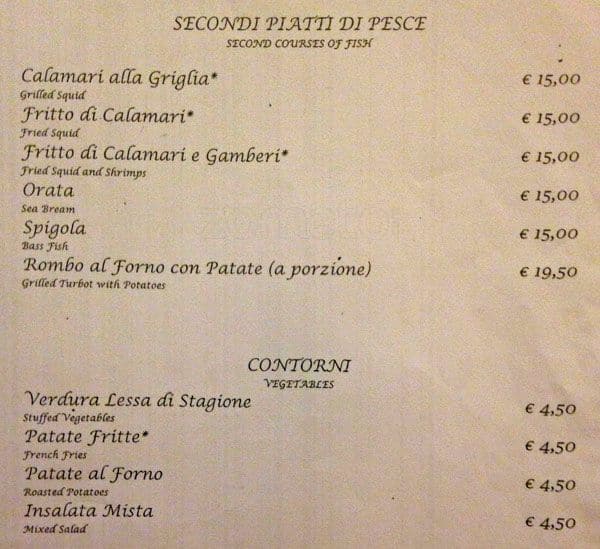 SECONDI PIATTI DI PESCE
SECOND COURSES OF FISH
Calamari alla Griglia* € 15,00
Grilled Squid
Fritto di Calamari* € 15,00
Fried Squid
Fritto di Calamari e Gamberi* € 15,00
Fried Squid and Shrimps
Orata € 15,00
Sea Bream
Spigola € 15,00
Bass Fish
Rombo al Forno con Patate (a porzione) € 19,50
Grilled Turbot with Potatoes
CONTORNI
VEGETABLES
Verdura Lessa di Stagione € 4,50
Stuffed Vegetables
Patate Fritte* € 4,50
French Fries
Patate al Forno € 4,50
Roasted Potatoes
Insalata Mista € 4,50
Mixed Salad